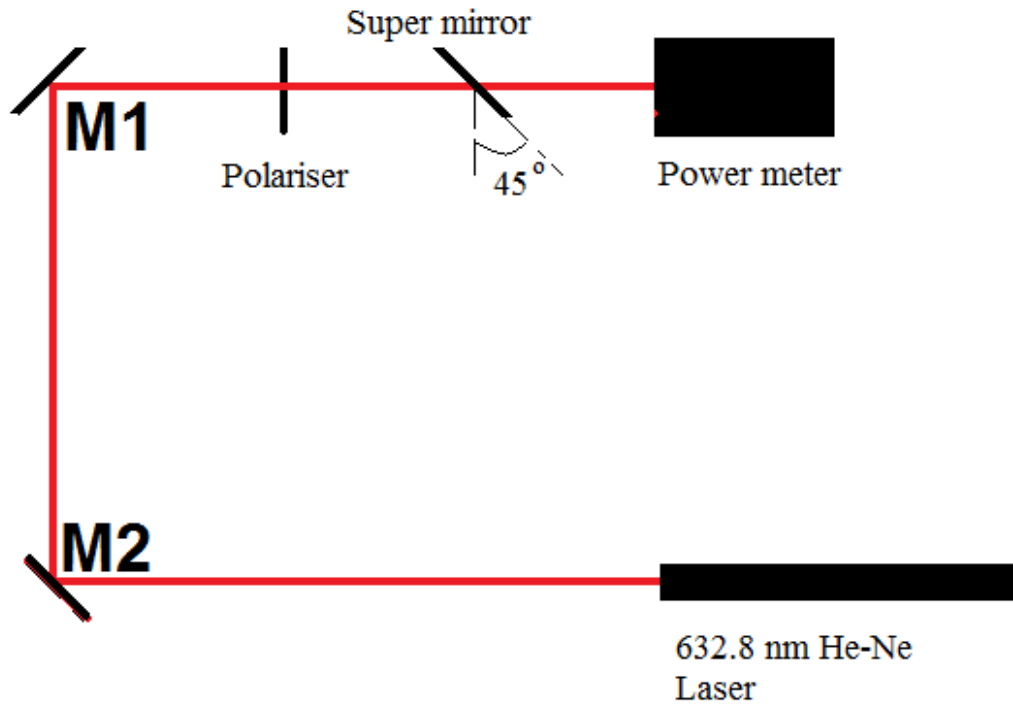 Super mirror
M1
Polariser
45°
Power meter
M2
632.8 nm He-Ne
Laser